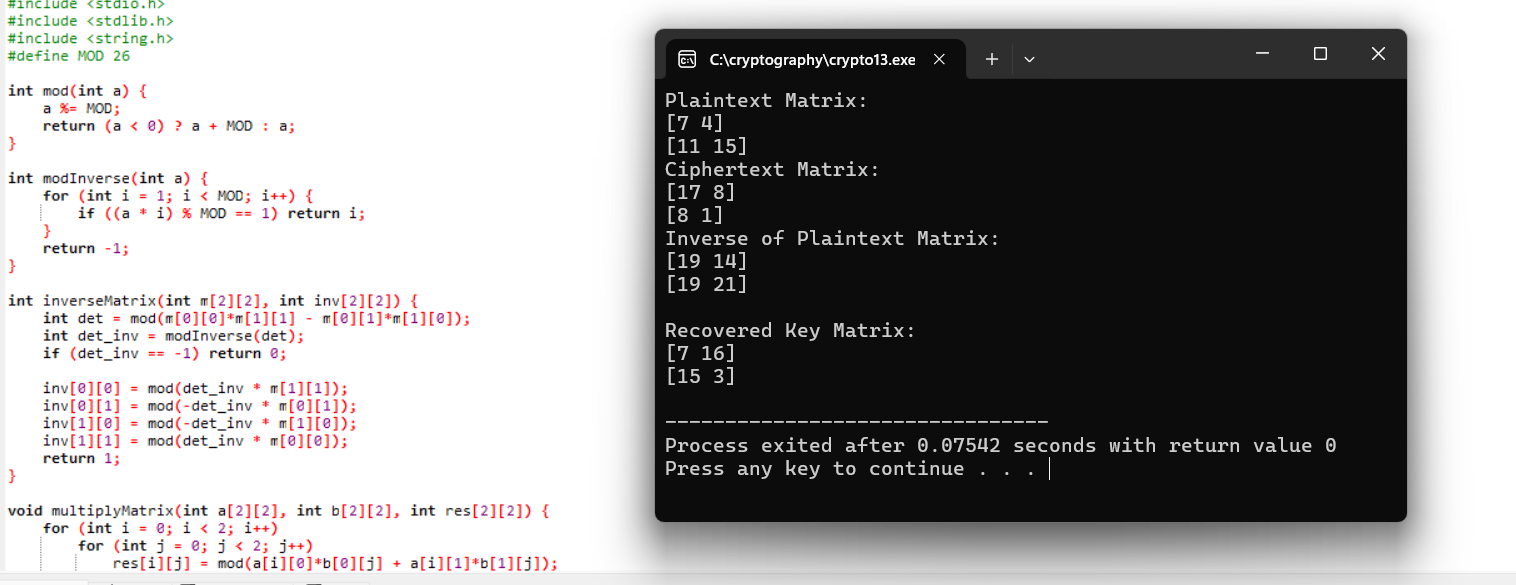 #include <stdio.h>
#include <stdlib.h>
#include <string.h>
#define MOD 26
int mod(int a) {
    a %= MOD;
    return (a < 0) ? a + MOD : a;
}
int modInverse(int a) {
    for (int i = 1; i < MOD; i++) {
        if ((a * i) % MOD == 1) return i;
    }
    return -1;
}
int inverseMatrix(int m[2][2], int inv[2][2]) {
    int det = mod(m[0][0]*m[1][1] - m[0][1]*m[1][0]);
    int det_inv = modInverse(det);
    if (det_inv == -1) return 0;
    inv[0][0] = mod(det_inv * m[1][1]);
    inv[0][1] = mod(-det_inv * m[0][1]);
    inv[1][0] = mod(-det_inv * m[1][0]);
    inv[1][1] = mod(det_inv * m[0][0]);
    return 1;
}
void multiplyMatrix(int a[2][2], int b[2][2], int res[2][2]) {
    for (int i = 0; i < 2; i++)
        for (int j = 0; j < 2; j++)
            res[i][j] = mod(a[i][0]*b[0][j] + a[i][1]*b[1][j]);
C:\cryptography\crypto13.exe
Plaintext Matrix:
[7 4]
[11 15]
Ciphertext Matrix:
[17 8]
[8 1]
Inverse of Plaintext Matrix:
[19 14]
[19 21]
Recovered Key Matrix:
[7 16]
[15 3]
--------------------------------
Process exited after 0.07542 seconds with return value 0
Press any key to continue . . .